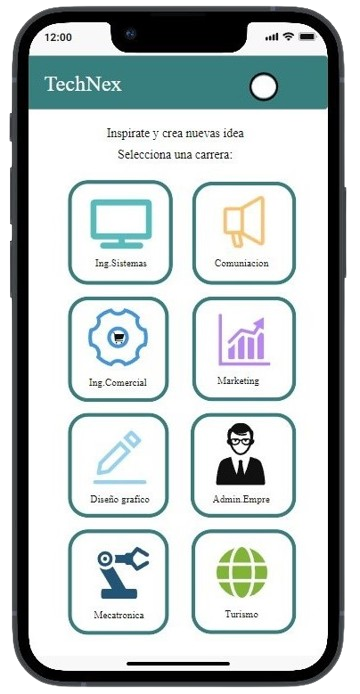 12:00
TechNex
Inspirate y crea nuevas idea
Selecciona una carrera:
Ing.Sistemas
Comuniacion
Ing.Comercial
Marketing
Diseño grafico
Admin.Empre
Mecatronica
Turismo